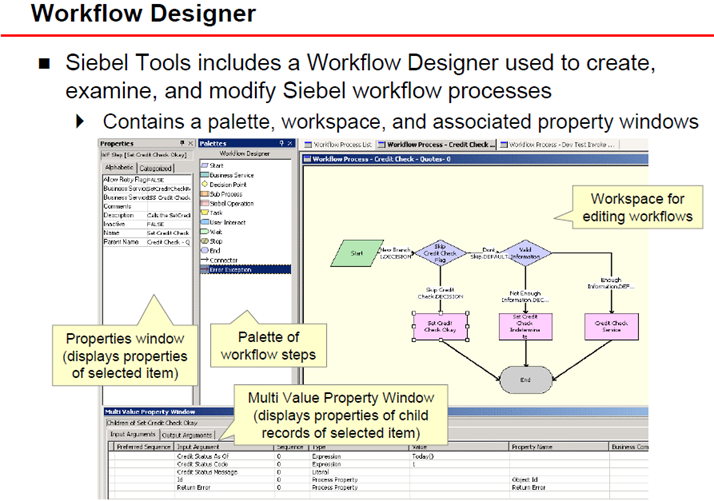 Workflow Designer
Siebel Tools includes a Workflow Designer used to create,
examine, and modify Siebel workflow processes
Contains a palette, workspace, and associated property windows
Properties
WF Step [Set Credit Check Okay]
Alphabetic Categorized
Allow Retry Flag FALSE
Business Servi
Business Servi
Comments
Description Calls the SetCredi
Inactive FALSE
Name Set Credit Check
Parent Name Credit Check - Q
Palettes
Workflow Designer
Start
Business Service
Decision Point
Sub Process
Siebel Operation
Task
User Interact
Wait
Stop
End
Connector
Error Exception
Workflow Process List
Workflow Process - Credit Check ...
Workflow Process - Dev Test Invoke ...
Workflow Process - Credit Check - Quotes- 0
Workspace for
editing workflows
Start
New Branch
1.DECISION
Skip
Credit Check
Flag
Dont
Skip.DEFAULT
Valid
Information
Skip Credit
Check.DECISION
Not Enough
Information.DEC...
Enough
Information.DEF...
Set Credit
Check Okay
Set Credit
Check
Indetermina
te
Credit Check
Service
End
Properties window
(displays properties
of selected item)
Palette of
workflow steps
Multi Value Property Window
(displays properties of child
records of selected item)
Multi Value Property Window
Children of Set Credit Check Okay
Input Arguments Output Arguments
Preferred Sequence Input Argument Sequence Type Value Property Name Business Com
Credit Status As Of 0 Expression Today()
Credit Status Code 0 Expression 1
Credit Status Message 0 Literal
Id 0 Process Property Object Id
Return Error 0 Process Property Return Error